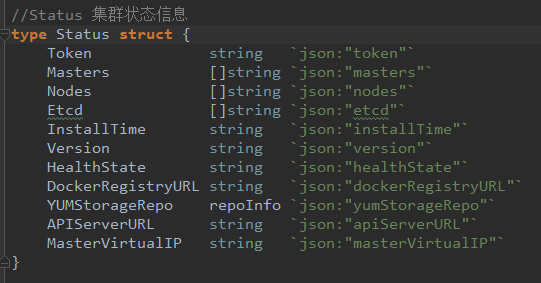 //Status 集群状态信息
type Status struct {
    Token             string   `json:"token"`
    Masters           []string `json:"masters"`
    Nodes             []string `json:"nodes"`
    Etcd              []string `json:"etcd"`
    InstallTime       string   `json:"installTime"`
    Version           string   `json:"version"`
    HealthState       string   `json:"healthState"`
    DockerRegistryURL string   `json:"dockerRegistryURL"`
    YUMStorageRepo    repoInfo `json:"yumStorageRepo"`
    APIServerURL      string   `json:"apiServerURL"`
    MasterVirtualIP   string   `json:"masterVirtualIP"`
}